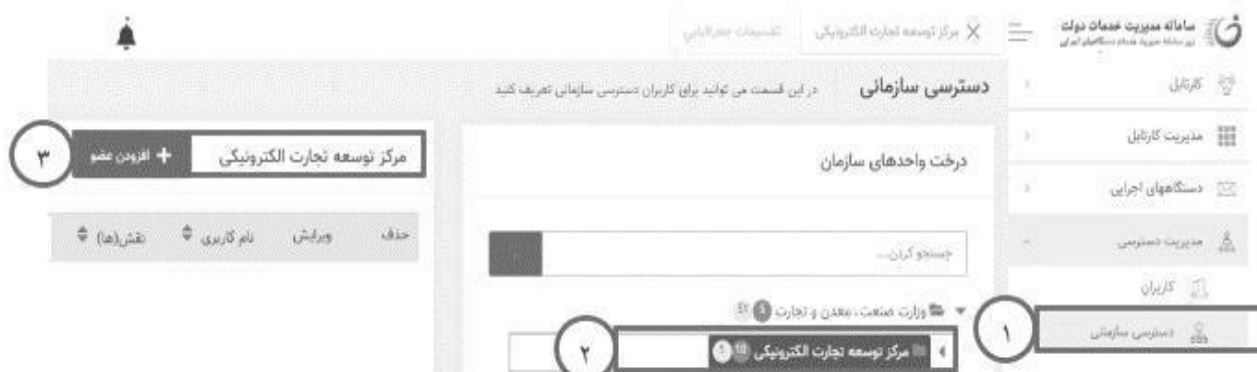 سامانه مدیریت خدمات دولت
مرکز توسعه تجارت الکترونیکی
تقسیمات جغرافیایی
کارتابل
مدیریت کارتابل
دستگاههای اجرایی
مدیریت دسترسی
کاربران
دسترسی سازمانی
۱
دسترسی سازمانی
در این قسمت می توانید برای کاربران دسترسی سازمانی تعریف کنید
درخت واحدهای سازمان
جستجو کردن...
وزارت صنعت، معدن و تجارت
مرکز توسعه تجارت الکترونیکی
۲
مرکز توسعه تجارت الکترونیکی
+ افزودن عضو
۳
حذف ویرایش نام کاربری نقش(ها)